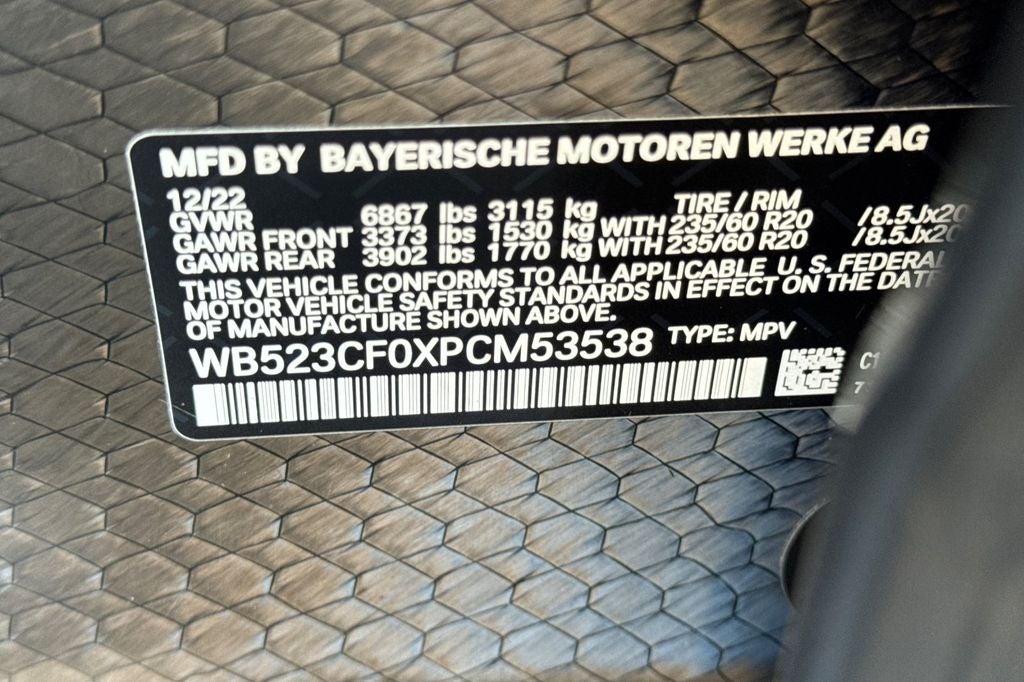 MFD BY BAYERISCHE MOTOREN WERKE AG
12/22 TIRE / RIM
GVWR 6867 lbs 3115 kg
GAWR FRONT 3373 lbs 1530 kg WITH 235/60 R20 /8.5Jx20
GAWR REAR 3902 lbs 1770 kg WITH 235/60 R20 /8.5Jx20
THIS VEHICLE CONFORMS TO ALL APPLICABLE U. S. FEDERAL
MOTOR VEHICLE SAFETY STANDARDS IN EFFECT ON THE DATE
OF MANUFACTURE SHOWN ABOVE.
WB523CF0XPCM53538 TYPE: MPV